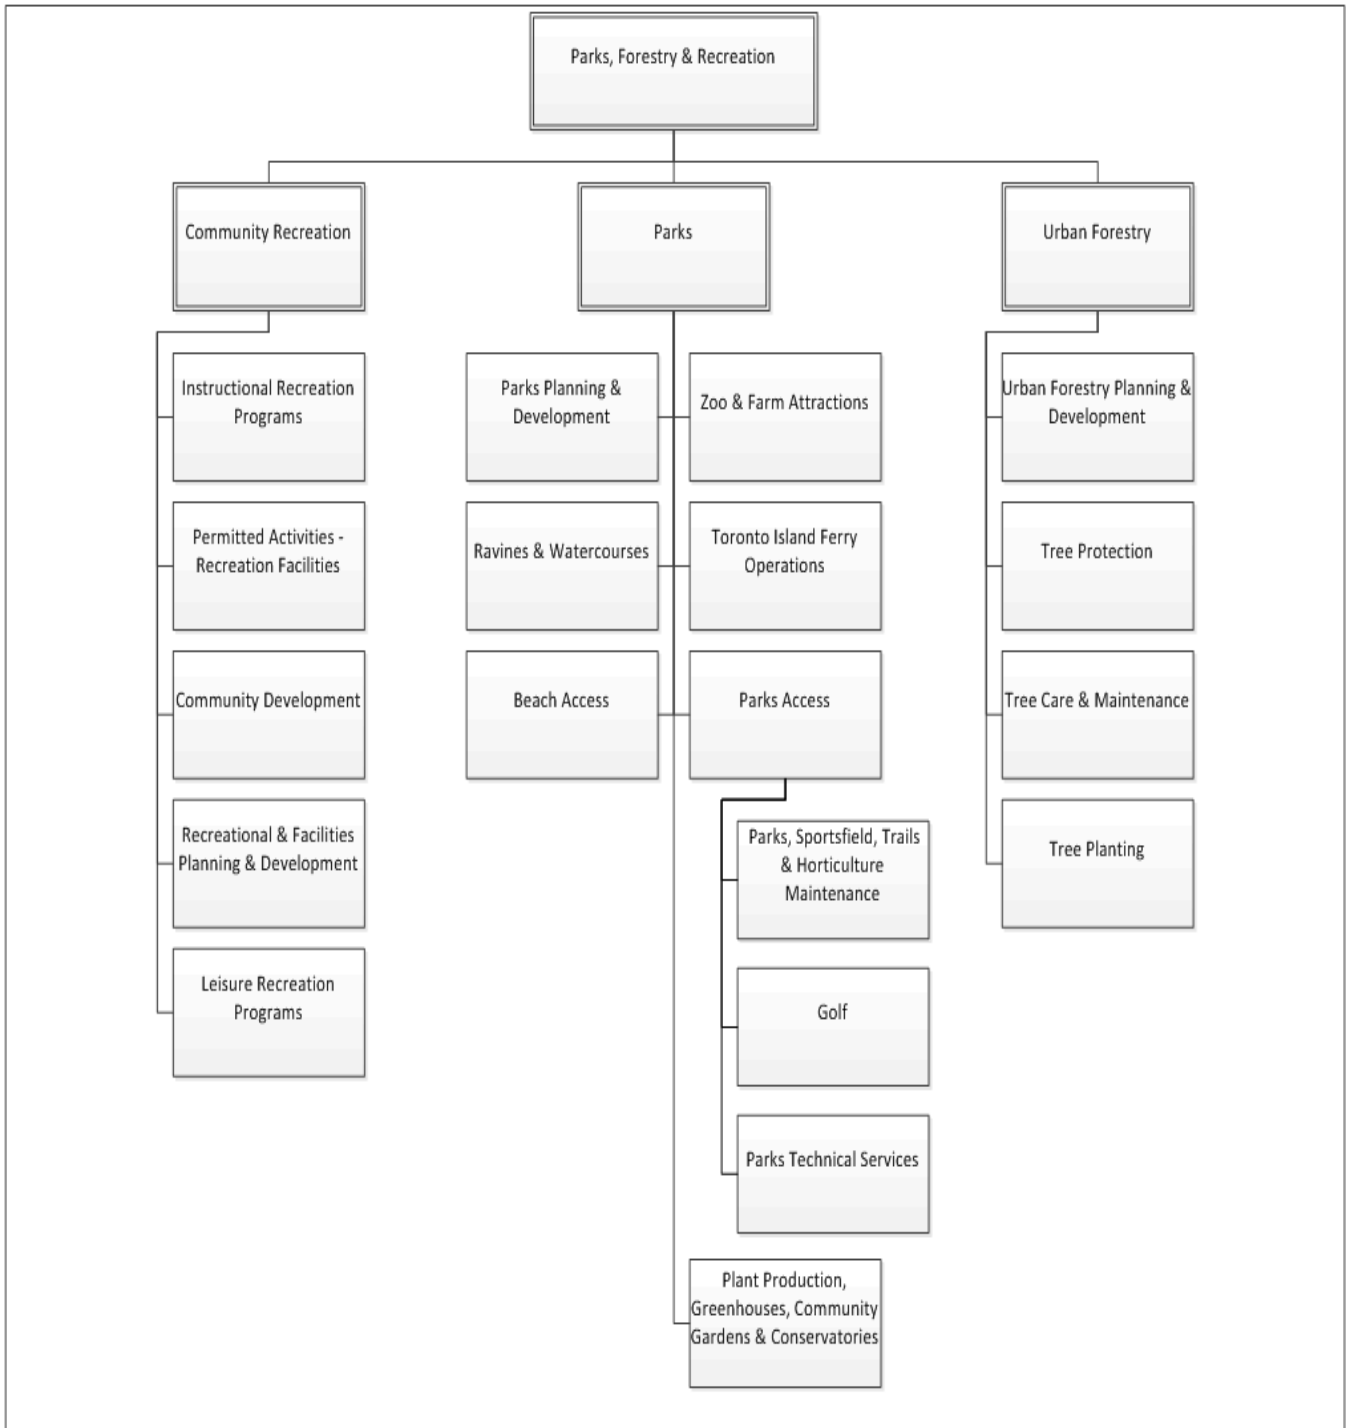 Parks, Forestry & Recreation
Community Recreation
Parks
Urban Forestry
Instructional Recreation
Programs
Permitted Activities -
Recreation Facilities
Community Development
Recreational & Facilities
Planning & Development
Leisure Recreation
Programs
Parks Planning &
Development
Zoo & Farm Attractions
Ravines & Watercourses
Toronto Island Ferry
Operations
Beach Access
Parks Access
Parks, Sportsfield, Trails
& Horticulture
Maintenance
Golf
Parks Technical Services
Plant Production,
Greenhouses, Community
Gardens & Conservatories
Urban Forestry Planning &
Development
Tree Protection
Tree Care & Maintenance
Tree Planting